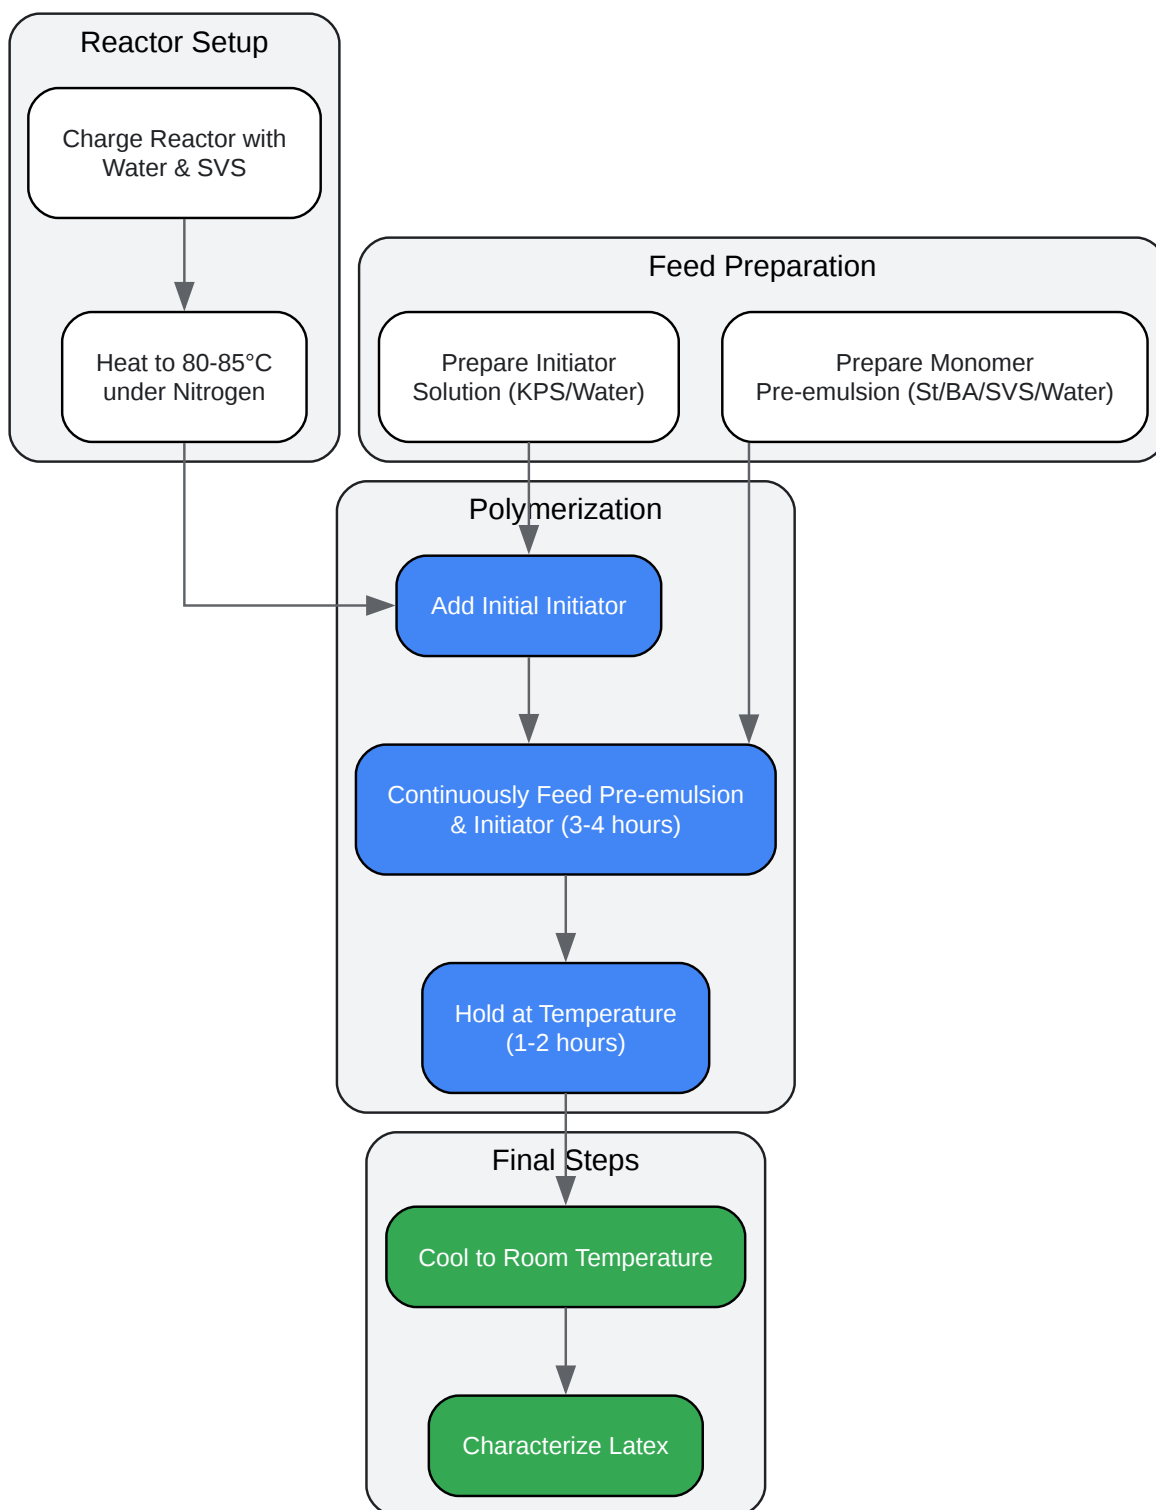 Reactor Setup
Charge Reactor with
Water & SVS
Heat to 80-85°C
under Nitrogen
Feed Preparation
Prepare Initiator
Solution (KPS/Water)
Prepare Monomer
Pre-emulsion (St/BA/SVS/Water)
Polymerization
Add Initial Initiator
Continuously Feed Pre-emulsion
& Initiator (3-4 hours)
Hold at Temperature
(1-2 hours)
Final Steps
Cool to Room Temperature
Characterize Latex